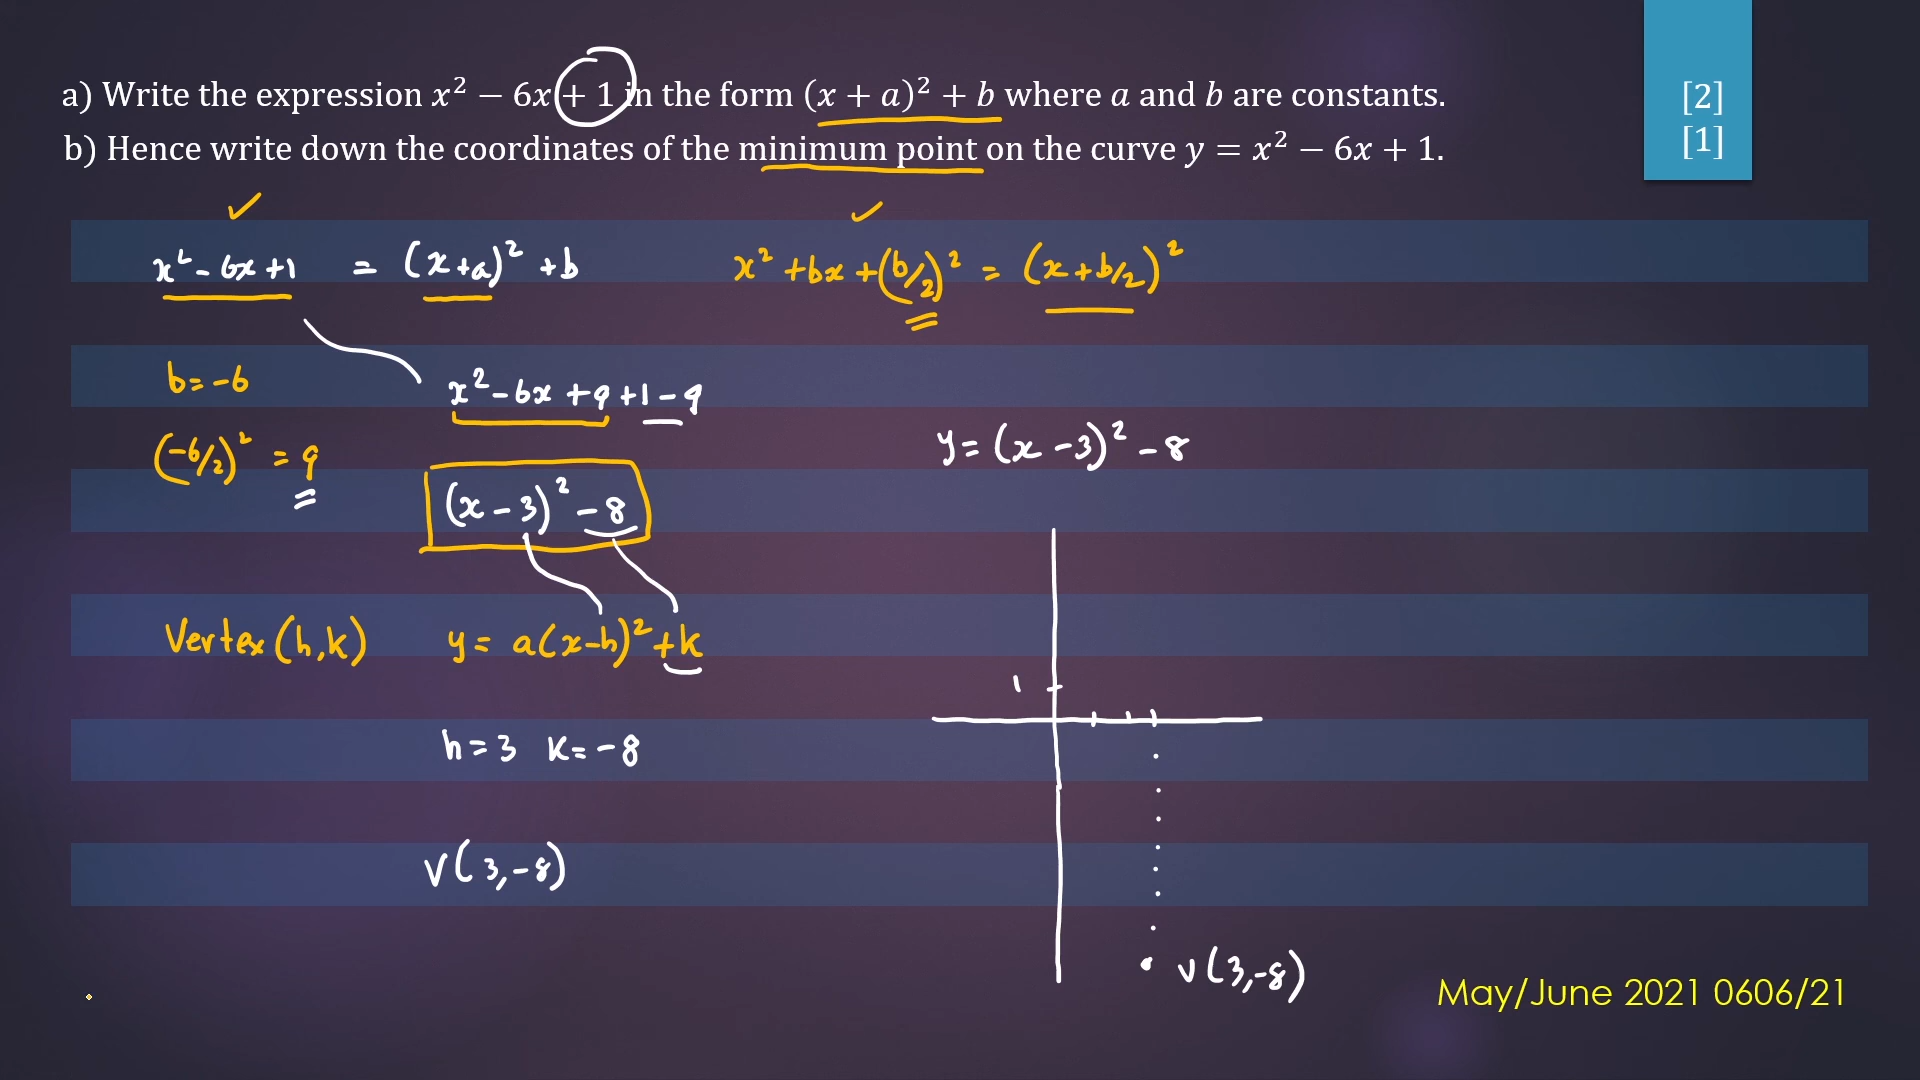 a) Write the expression x² − 6x + 1 in the form (x + a)² + b where a and b are constants.
[2]
b) Hence write down the coordinates of the minimum point on the curve y = x² − 6x + 1.
[1]
x² - 6x + 1 = (x+a)² + b
x² + bx + (b/2)² = (x + b/2)²
b = -6
x² - 6x + 9 + 1 - 9
(-6/2)² = 9
y = (x - 3)² - 8
(x - 3)² - 8
Vertex (h,k)
y = a(x-h)² + k
1
h = 3 k = -8
V(3,-8)
V(3,-8)
May/June 2021 0606/21